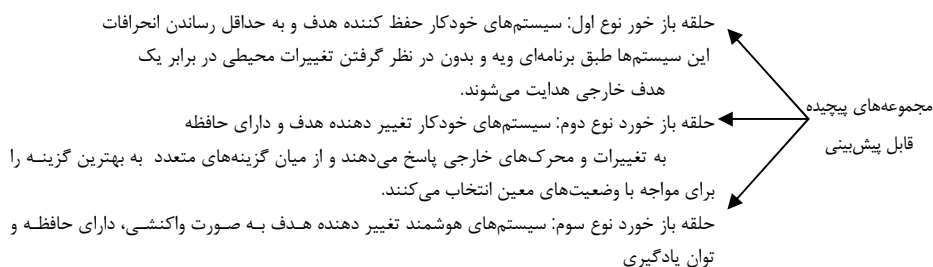 حلقه باز خور نوع اول: سیستم‌های خودکار حفظ کننده هدف و به حداقل رساندن انحرافات
این سیستم‌ها طبق برنامه‌ای ویه و بدون در نظر گرفتن تغییرات محیطی در برابر یک
هدف خارجی هدایت می‌شوند.
مجموعه‌های پیچیده
قابل پیش‌بینی
حلقه باز خورد نوع دوم: سیستم‌های خودکار تغییر دهنده هدف و دارای حافظه
به تغییرات و محرک‌های خارجی پاسخ می‌دهند و از میان گزینه‌های متعدد به بهترین گزینـه را
برای مواجه با وضعیت‌های معین انتخاب می‌کنند.
حلقه باز خورد نوع سوم: سیستم‌های هوشمند تغییر دهنده هـدف بـه صـورت واکنشـی، دارای حافظـه و
توان یادگیری